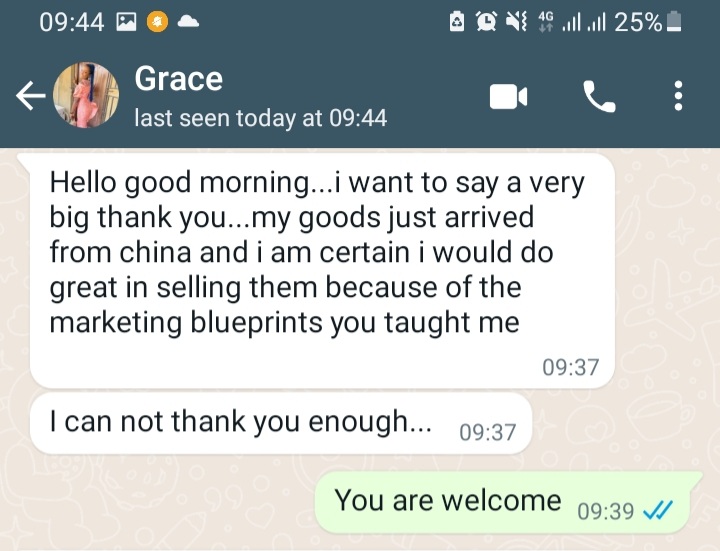 09:44 4G 25%
Grace
last seen today at 09:44
Hello good morning...i want to say a very
big thank you...my goods just arrived
from china and i am certain i would do
great in selling them because of the
marketing blueprints you taught me
09:37
I can not thank you enough... 09:37
You are welcome 09:39